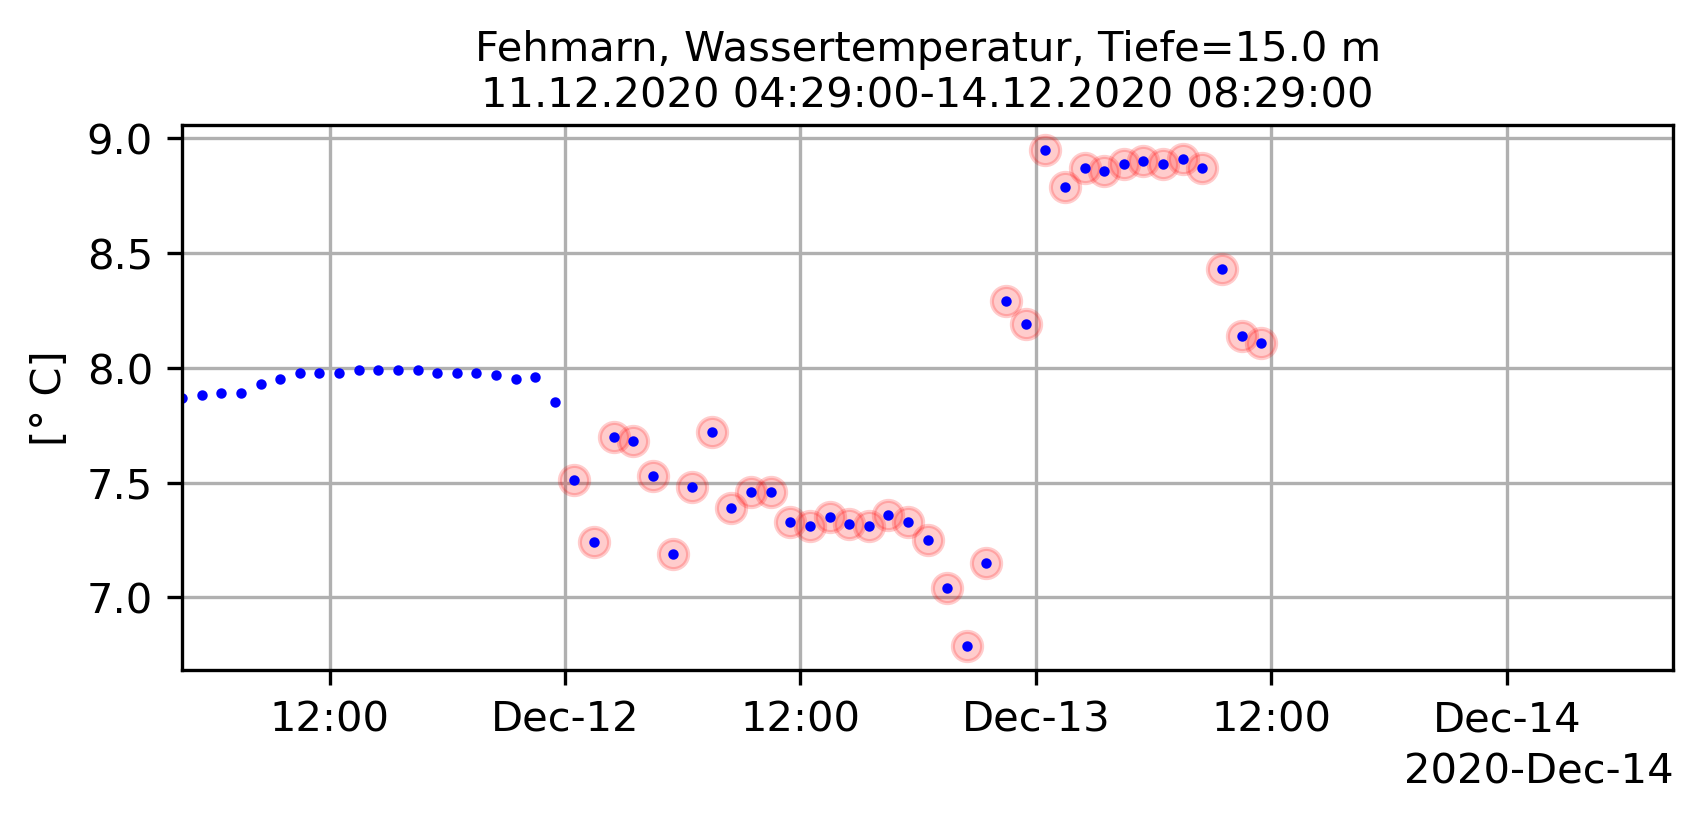 Fehmarn, Wassertemperatur, Tiefe=15.0 m
11.12.2020 04:29:00-14.12.2020 08:29:00
9.0
8.5
8.0
7.5
7.0
[° C]
12:00 Dec-12 12:00 Dec-13 12:00 Dec-14
2020-Dec-14